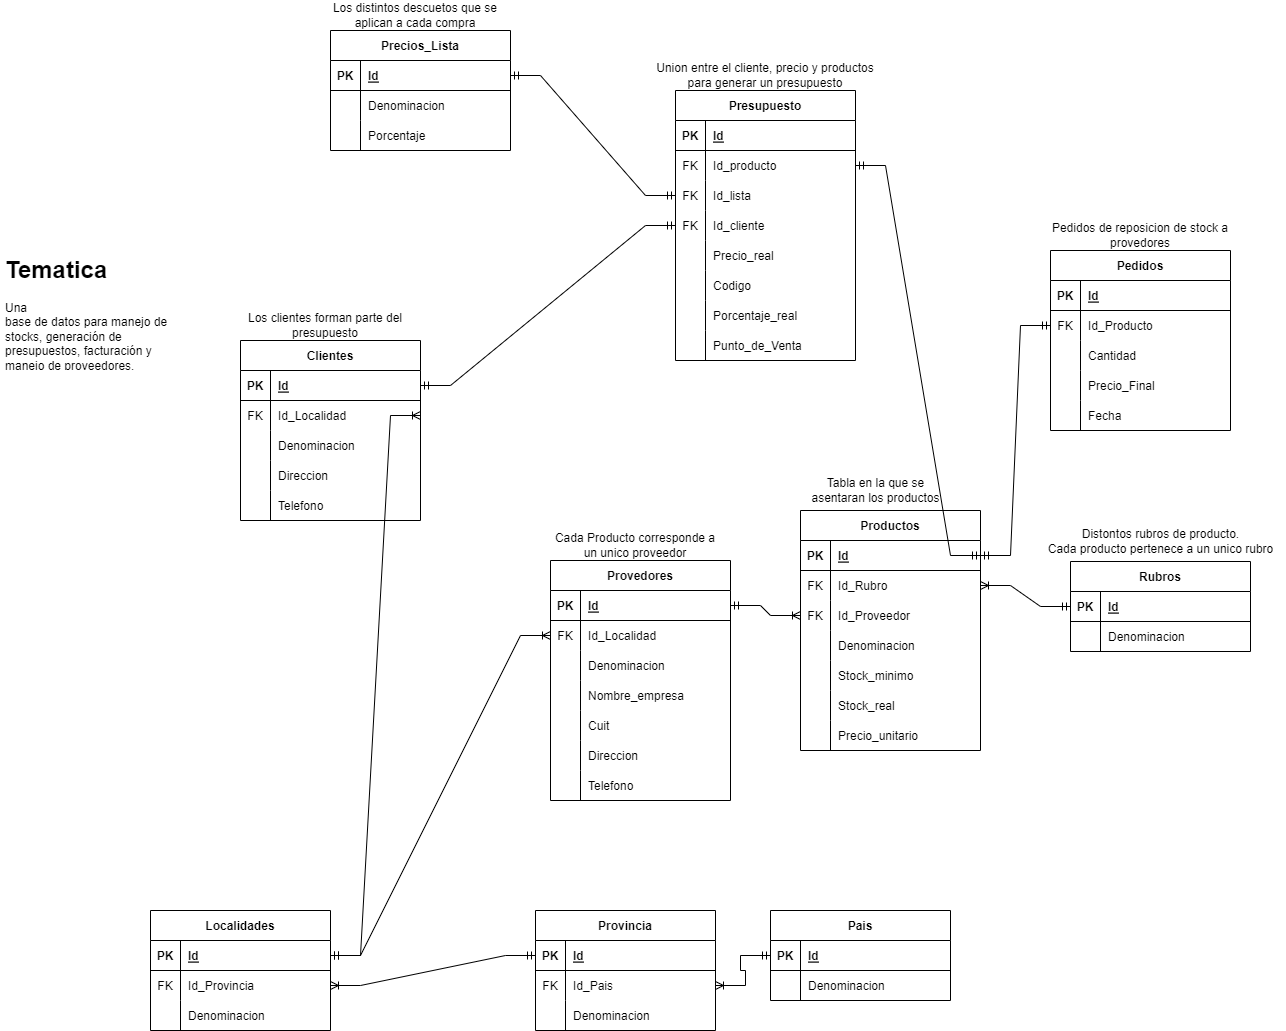 Los distintos descuetos que se
aplican a cada compra
Precios_Lista
PK Id
Denominacion
Porcentaje
Union entre el cliente, precio y productos
para generar un presupuesto
Presupuesto
PK Id
FK Id_producto
FK Id_lista
FK Id_cliente
Precio_real
Codigo
Porcentaje_real
Punto_de_Venta
Pedidos de reposicion de stock a
provedores
Pedidos
PK Id
FK Id_Producto
Cantidad
Precio_Final
Fecha
Tematica
Una
base de datos para manejo de
stocks, generación de
presupuestos, facturación y
manejo de proveedores.
Los clientes forman parte del
presupuesto
Clientes
PK Id
FK Id_Localidad
Denominacion
Direccion
Telefono
Tabla en la que se
asentaran los productos
Productos
PK Id
FK Id_Rubro
FK Id_Proveedor
Denominacion
Stock_minimo
Stock_real
Precio_unitario
Distontos rubros de producto.
Cada producto pertenece a un unico rubro
Rubros
PK Id
Denominacion
Cada Producto corresponde a
un unico proveedor
Provedores
PK Id
FK Id_Localidad
Denominacion
Nombre_empresa
Cuit
Direccion
Telefono
Localidades
PK Id
FK Id_Provincia
Denominacion
Provincia
PK Id
FK Id_Pais
Denominacion
Pais
PK Id
Denominacion